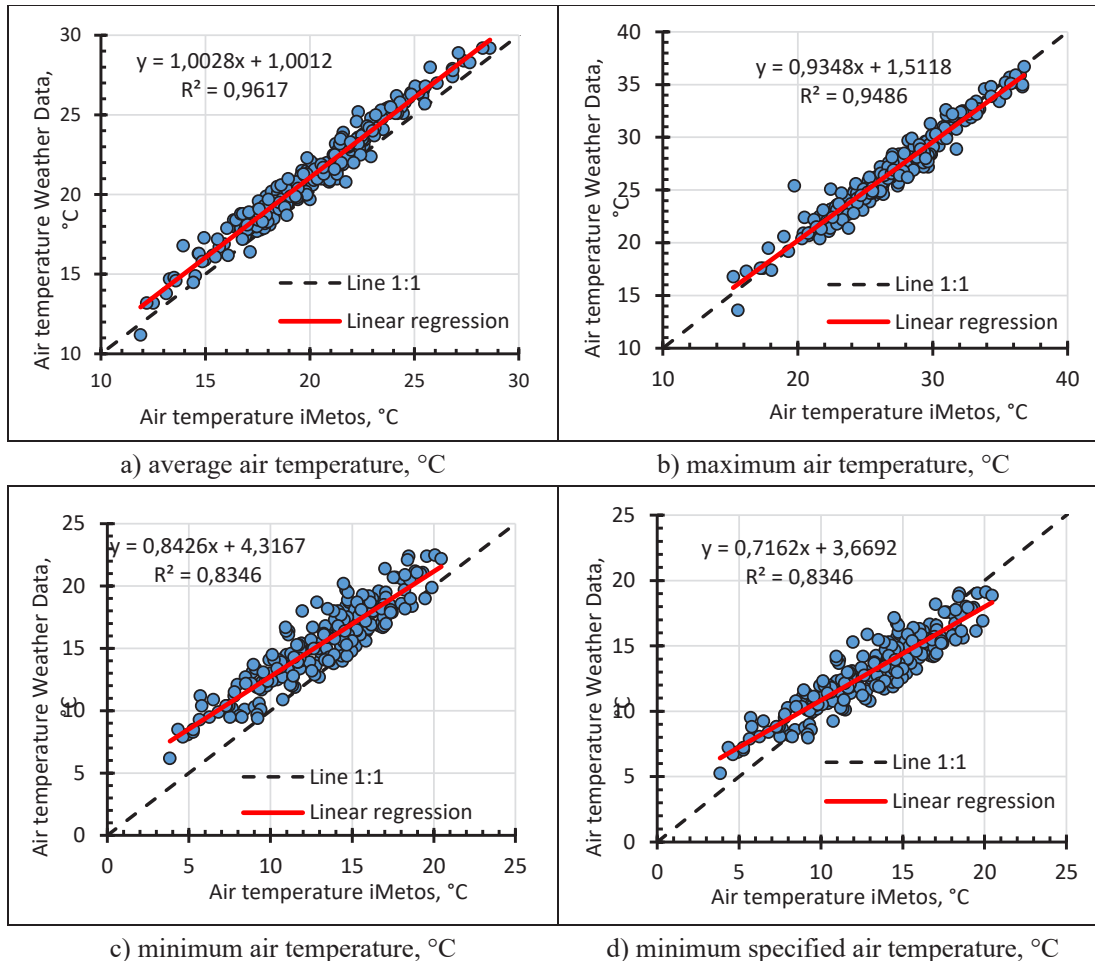 Air temperature Weather Data,
°C
30
25
20
15
10
y = 1,0028x + 1,0012
R² = 0,9617
Line 1:1
Linear regression
10 15 20 25 30
Air temperature iMetos, °C
a) average air temperature, °C
Air temperature Weather Data,
°C
40
35
30
25
20
15
10
y = 0,9348x + 1,5118
R² = 0,9486
Line 1:1
Linear regression
10 20 30 40
Air temperature iMetos, °C
b) maximum air temperature, °C
Air temperature Weather Data,
°C
25
20
15
10
5
0
y = 0,8426x + 4,3167
R² = 0,8346
Line 1:1
Linear regression
0 5 10 15 20 25
Air temperature iMetos, °C
c) minimum air temperature, °C
Air temperature Weather Data,
°C
25
20
15
10
5
0
y = 0,7162x + 3,6692
R² = 0,8346
Line 1:1
Linear regression
0 5 10 15 20 25
Air temperature iMetos, °C
d) minimum specified air temperature, °C